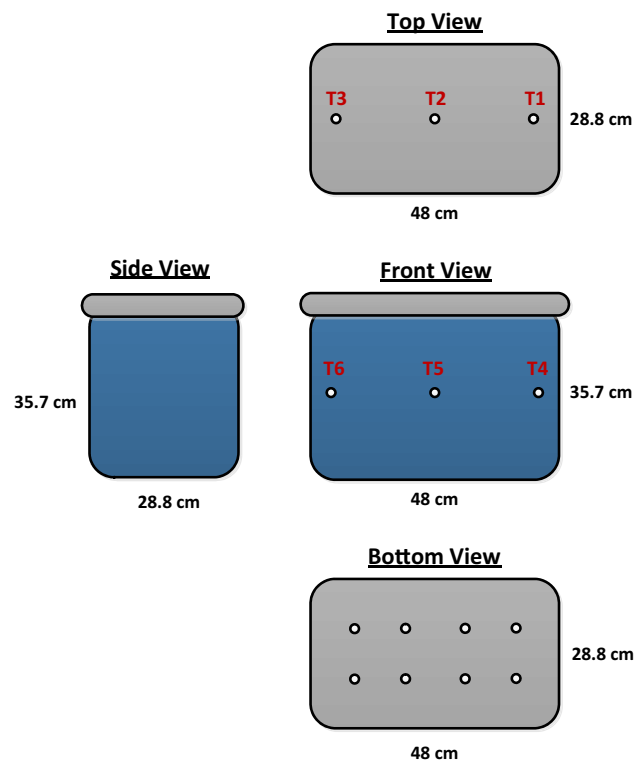 Top View
T3 T2 T1
28.8 cm
48 cm
Side View
Front View
T6 T5 T4
35.7 cm
35.7 cm
28.8 cm
48 cm
Bottom View
28.8 cm
48 cm